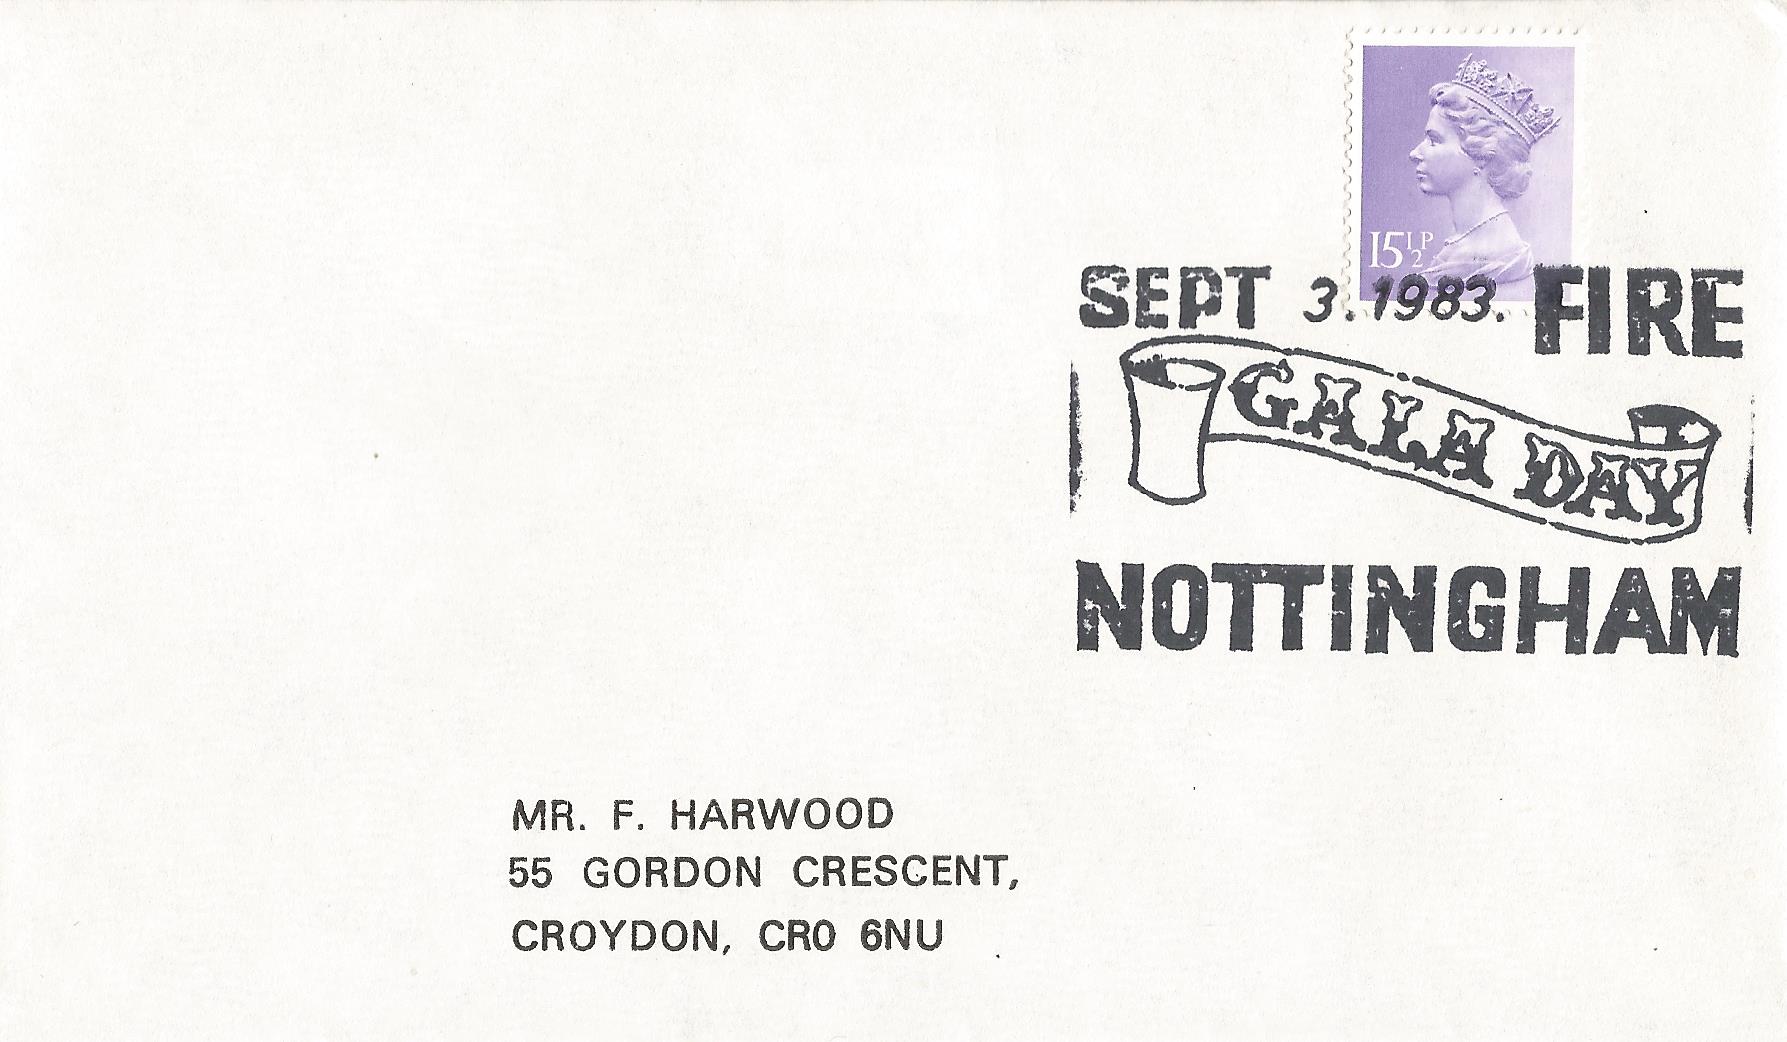 15½P
SEPT 3.1983. FIRE
GALA DAY
NOTTINGHAM
MR. F. HARWOOD
55 GORDON CRESCENT,
CROYDON, CR0 6NU